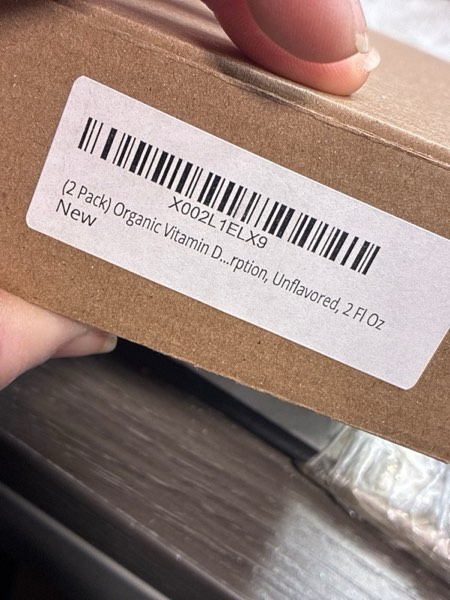 X002L1ELX9
(2 Pack) Organic Vitamin D...rption, Unflavored, 2 Fl Oz
New